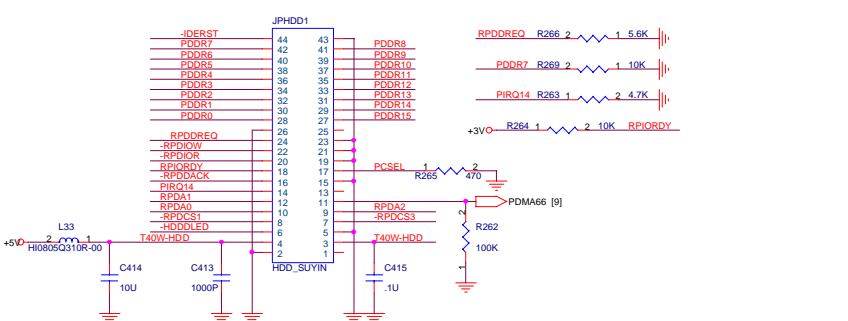 JPHDD1
-IDERST 44 43
PDDR7 42 41 PDDR8
PDDR6 40 39 PDDR9
PDDR5 38 37 PDDR10
PDDR4 36 35 PDDR11
PDDR3 34 33 PDDR12
PDDR2 32 31 PDDR13
PDDR1 30 29 PDDR14
PDDR0 28 27 PDDR15
26 25
RPDDREQ 24 23
-RPDIOW 22 21
-RPDIOR 20 19
RPIORDY 18 17 PCSEL 1 R265 2 470
-RPDDACK 16 15
PIRQ14 14 13
RPDA1 12 11 PDMA66 [9]
RPDA0 10 9 RPDA2
-RPDCS1 8 7 -RPDCS3
-HDDDLED 6 5
T40W-HDD 4 3 T40W-HDD
2 1
HDD_SUYIN
RPDDREQ R266 2 1 5.6K
PDDR7 R269 2 1 10K
PIRQ14 R263 1 2 4.7K
+3V R264 1 2 10K RPIORDY
2 R262
100K
1
L33
+5V 2 1
HI0805Q310R-00
C414
10U
C413
1000P
C415
.1U